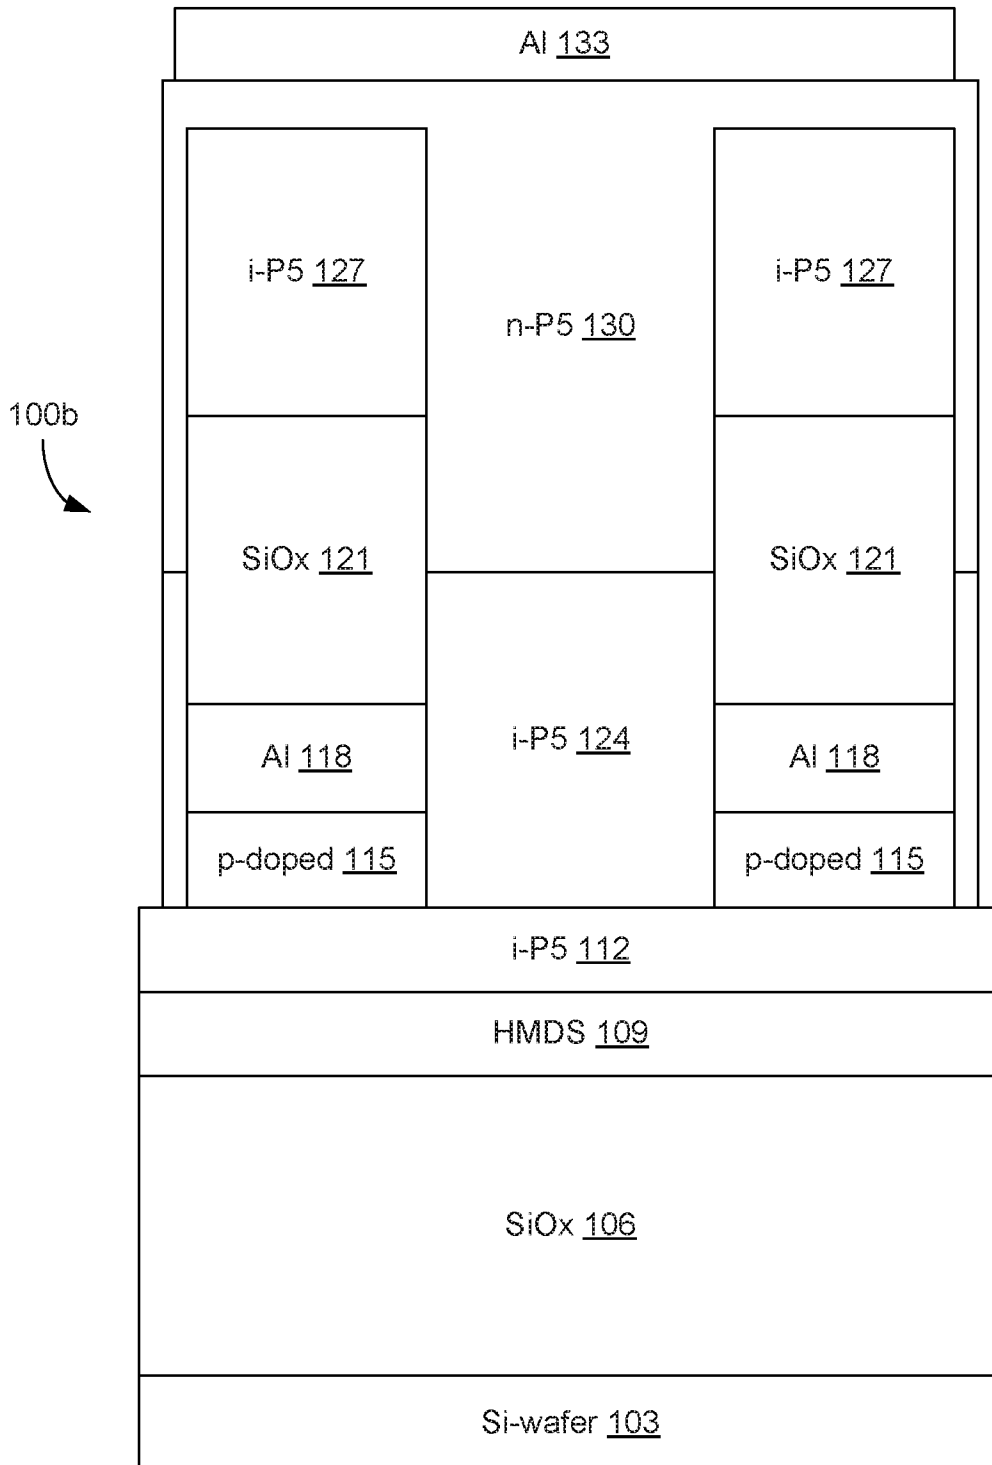 Al 133
i-P5 127
i-P5 127
n-P5 130
100b
SiOx 121
SiOx 121
i-P5 124
Al 118
Al 118
p-doped 115
p-doped 115
i-P5 112
HMDS 109
SiOx 106
Si-wafer 103